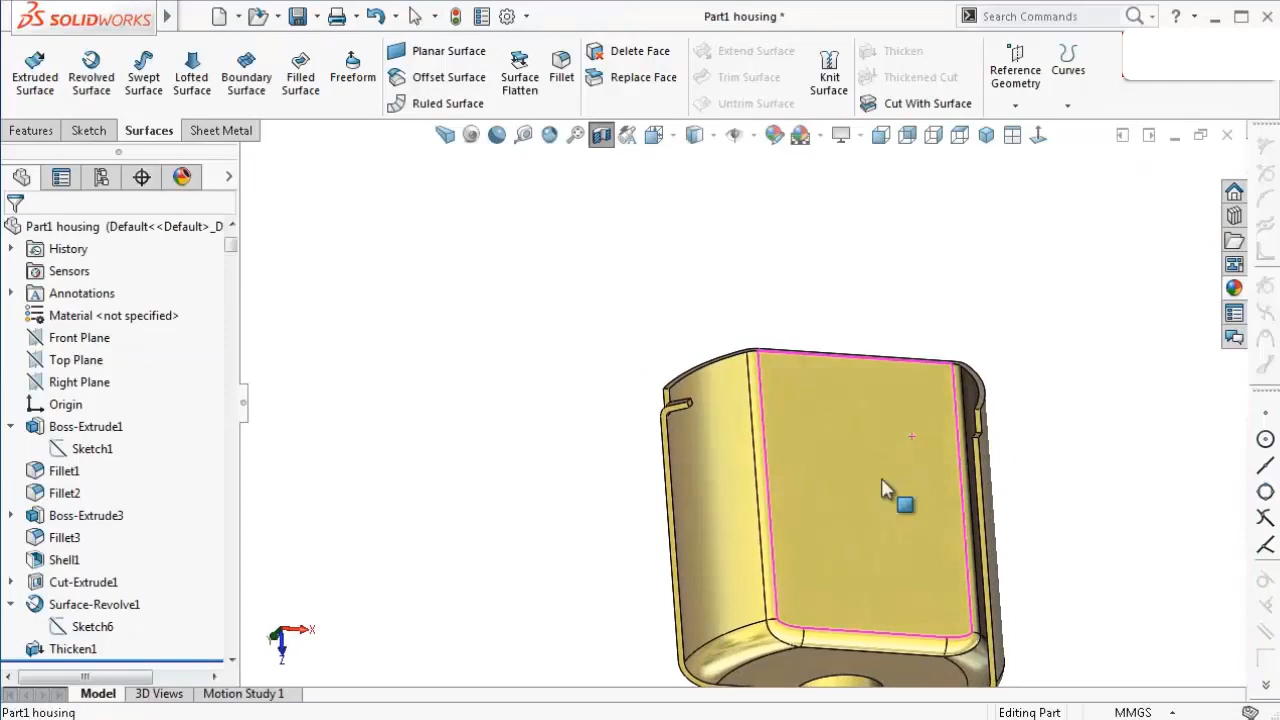 SOLIDWORKS
Part1 housing *
Search Commands
?
Extruded Surface
Revolved Surface
Swept Surface
Lofted Surface
Boundary Surface
Filled Surface
Freeform
Planar Surface
Offset Surface
Ruled Surface
Surface Flatten
Fillet
Delete Face
Replace Face
Extend Surface
Trim Surface
Untrim Surface
Knit Surface
Thicken
Thickened Cut
Cut With Surface
Reference Geometry
Curves
Features
Sketch
Surfaces
Sheet Metal
Part1 housing (Default<<Default>_D
History
Sensors
Annotations
Material <not specified>
Front Plane
Top Plane
Right Plane
Origin
Boss-Extrude1
Sketch1
Fillet1
Fillet2
Boss-Extrude3
Fillet3
Shell1
Cut-Extrude1
Surface-Revolve1
Sketch6
Thicken1
X
Z
Model
3D Views
Motion Study 1
Part1 housing
Editing Part
MMGS